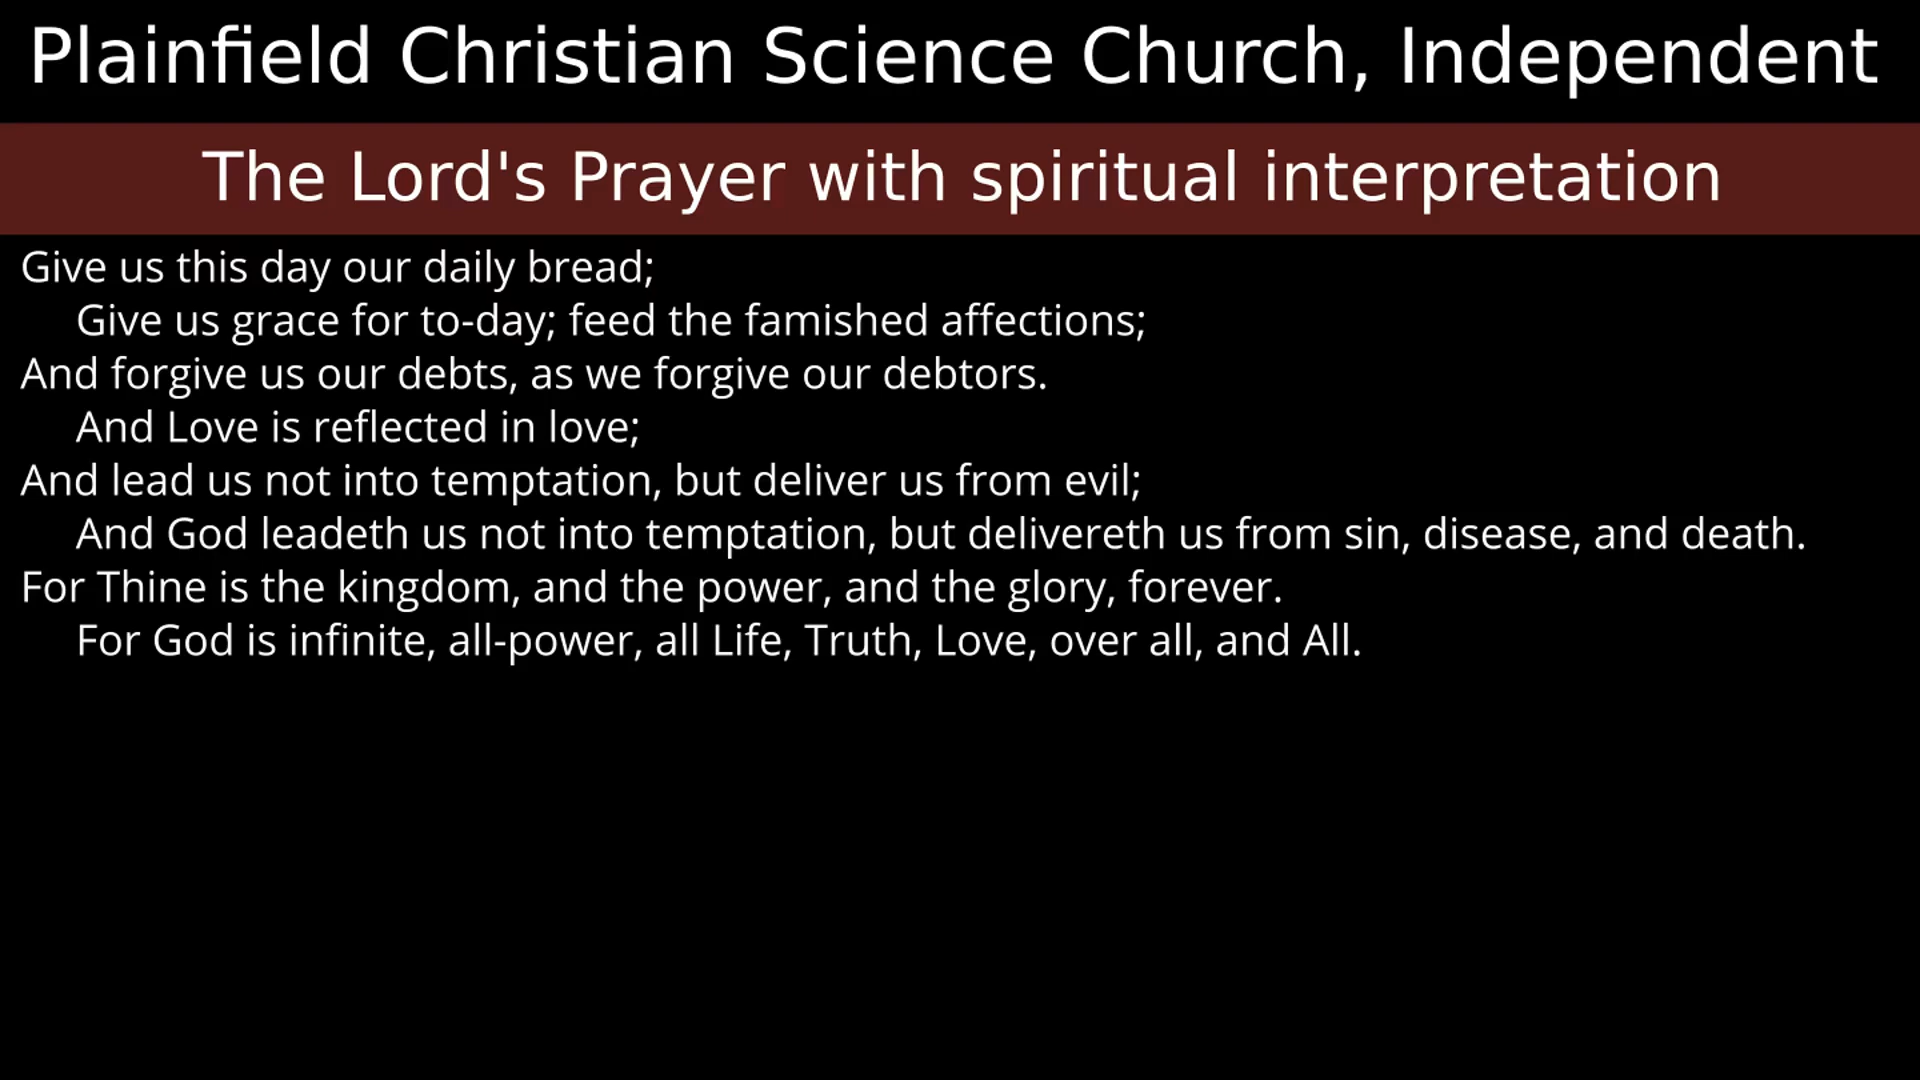 Plainfield Christian Science Church, Independent
The Lord's Prayer with spiritual interpretation
Give us this day our daily bread;
Give us grace for to-day; feed the famished affections;
And forgive us our debts, as we forgive our debtors.
And Love is reflected in love;
And lead us not into temptation, but deliver us from evil;
And God leadeth us not into temptation, but delivereth us from sin, disease, and death.
For Thine is the kingdom, and the power, and the glory, forever.
For God is infinite, all-power, all Life, Truth, Love, over all, and All.